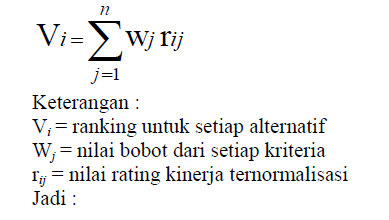 Vi = n∑j=1 wj rij
Keterangan :
Vi = ranking untuk setiap alternatif
Wj = nilai bobot dari setiap kriteria
rij = nilai rating kinerja ternormalisasi
Jadi :